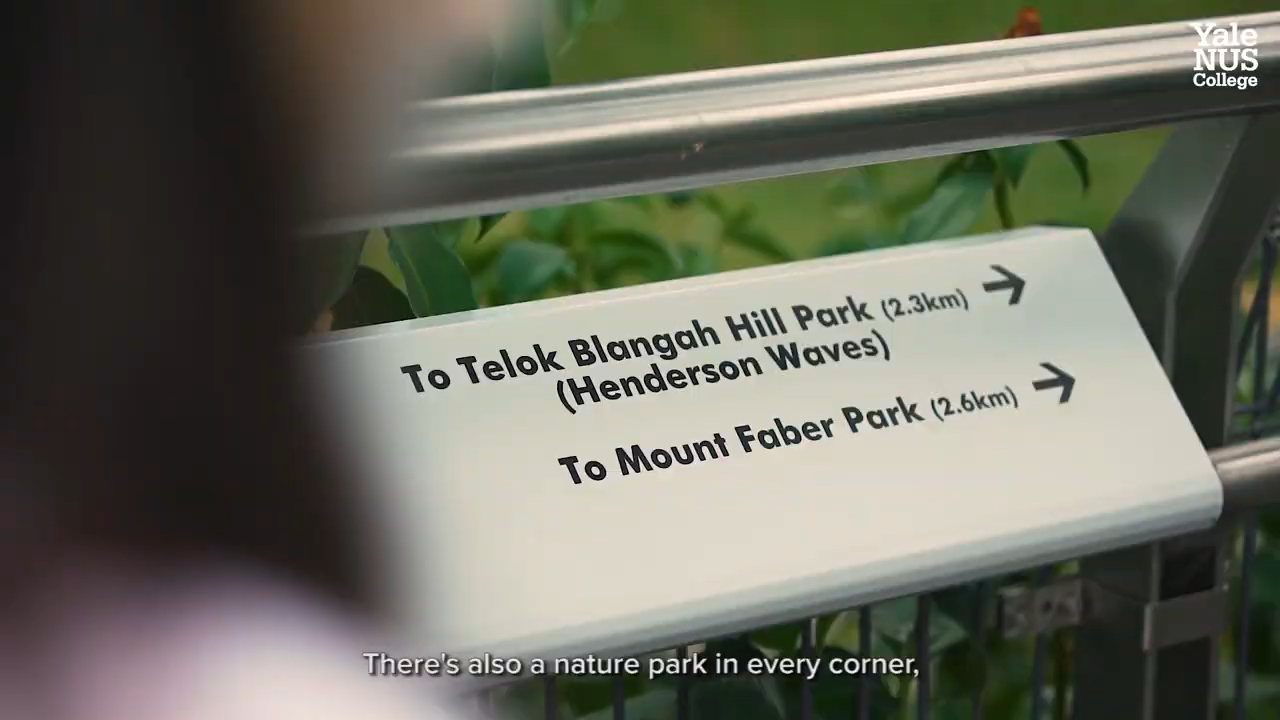 Yale
NUS
College
To Telok Blangah Hill Park (2.3km) →
(Henderson Waves)
To Mount Faber Park (2.6km) →
There's also a nature park in every corner,